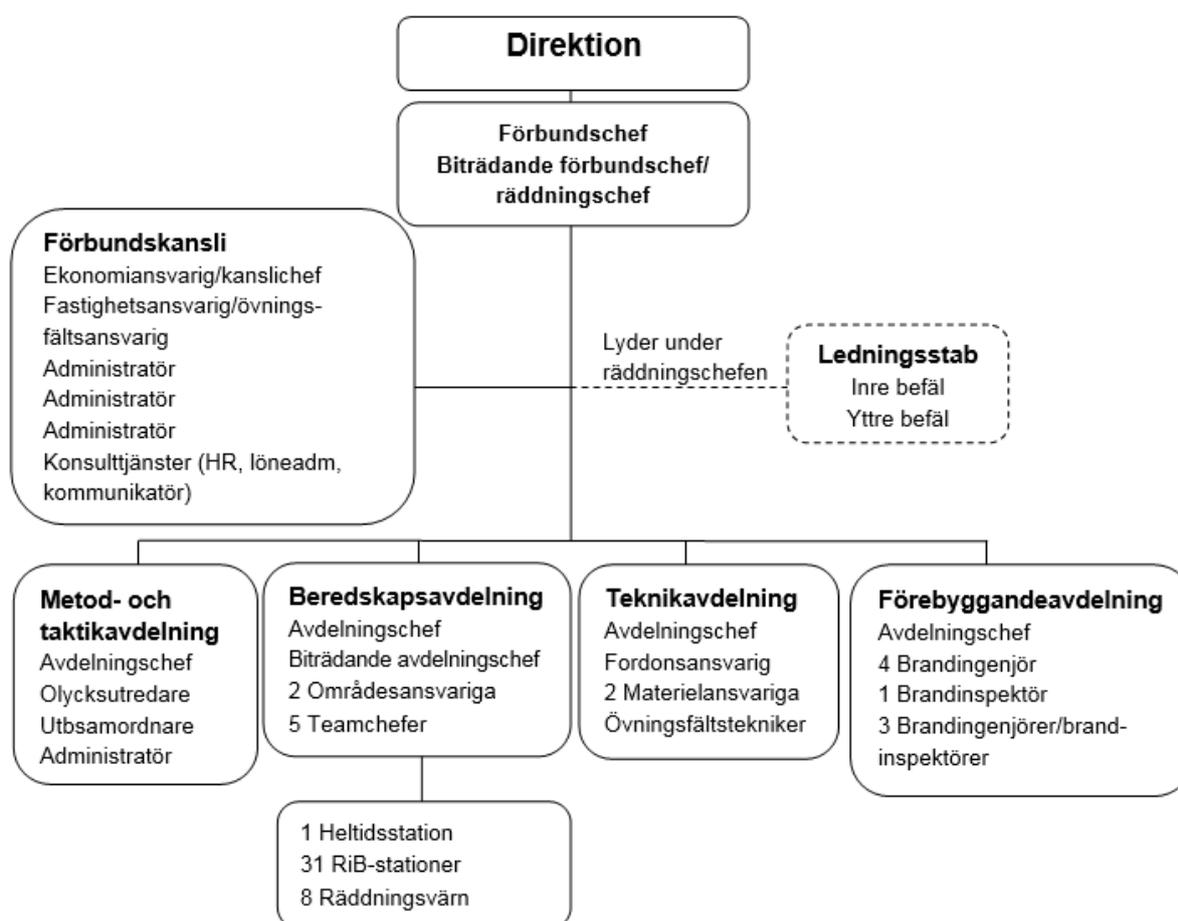 Direktion
Förbundschef
Biträdande förbundschef/
räddningschef
Förbundskansli
Ekonomiansvarig/kanslichef
Fastighetsansvarig/övnings-
fältsansvarig
Administratör
Administratör
Administratör
Konsulttjänster (HR, löneadm,
kommunikatör)
Lyder under
räddningschefen
Ledningsstab
Inre befäl
Yttre befäl
Metod- och
taktikavdelning
Avdelningschef
Olycksutredare
Utbsamordnare
Administratör
Beredskapsavdelning
Avdelningschef
Biträdande avdelningschef
2 Områdesansvariga
5 Teamchefer
1 Heltidsstation
31 RiB-stationer
8 Räddningsvärn
Teknikavdelning
Avdelningschef
Fordonsansvarig
2 Materielansvariga
Övningsfältstekniker
Förebyggandeavdelning
Avdelningschef
4 Brandingenjör
1 Brandinspektör
3 Brandingenjörer/brand-
inspektörer